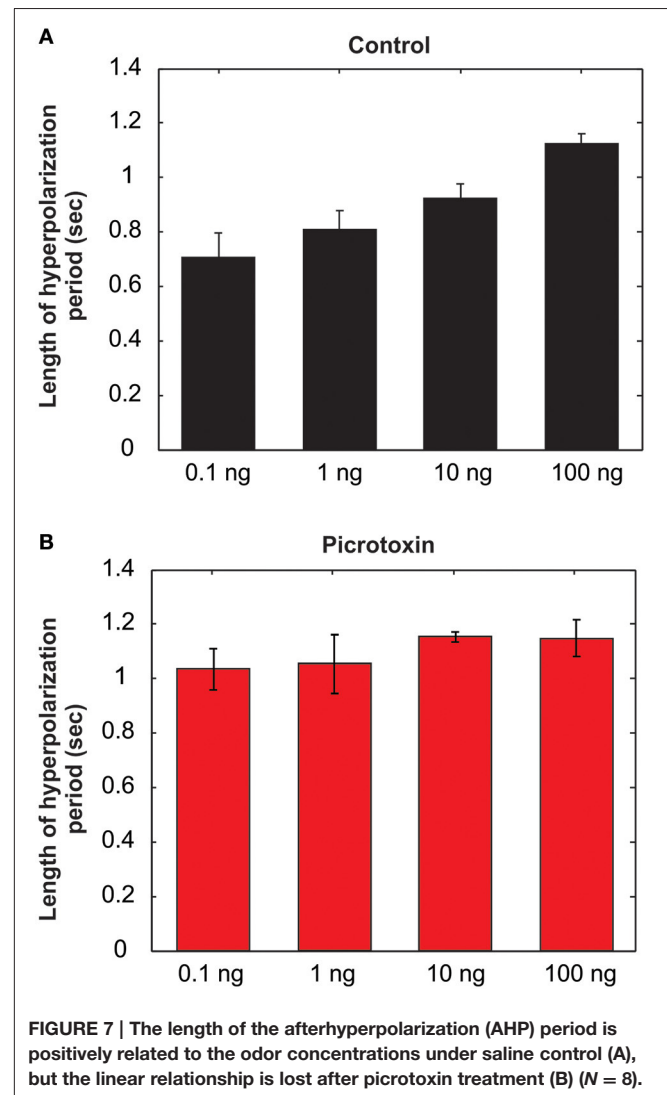 A
Control
Length of hyperpolarization
period (sec)
1.4
1.2
1
0.8
0.6
0.4
0.2
0
0.1 ng 1 ng 10 ng 100 ng
B
Picrotoxin
Length of hyperpolarization
period (sec)
1.4
1.2
1
0.8
0.6
0.4
0.2
0
0.1 ng 1 ng 10 ng 100 ng
FIGURE 7 | The length of the afterhyperpolarization (AHP) period is
positively related to the odor concentrations under saline control (A),
but the linear relationship is lost after picrotoxin treatment (B) (N = 8).